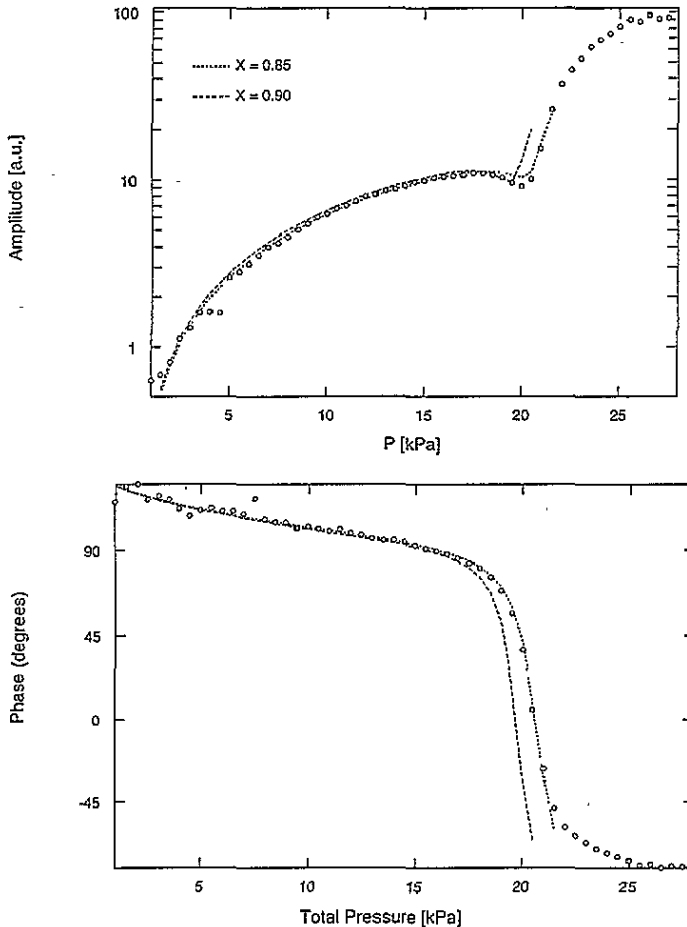 100
X = 0.85
X = 0.90
10
1
Amplitude [a.u.]
5 10 15 20 25
P [kPa]
90
45
0
-45
Phase (degrees)
5 10 15 20 25
Total Pressure [kPa]